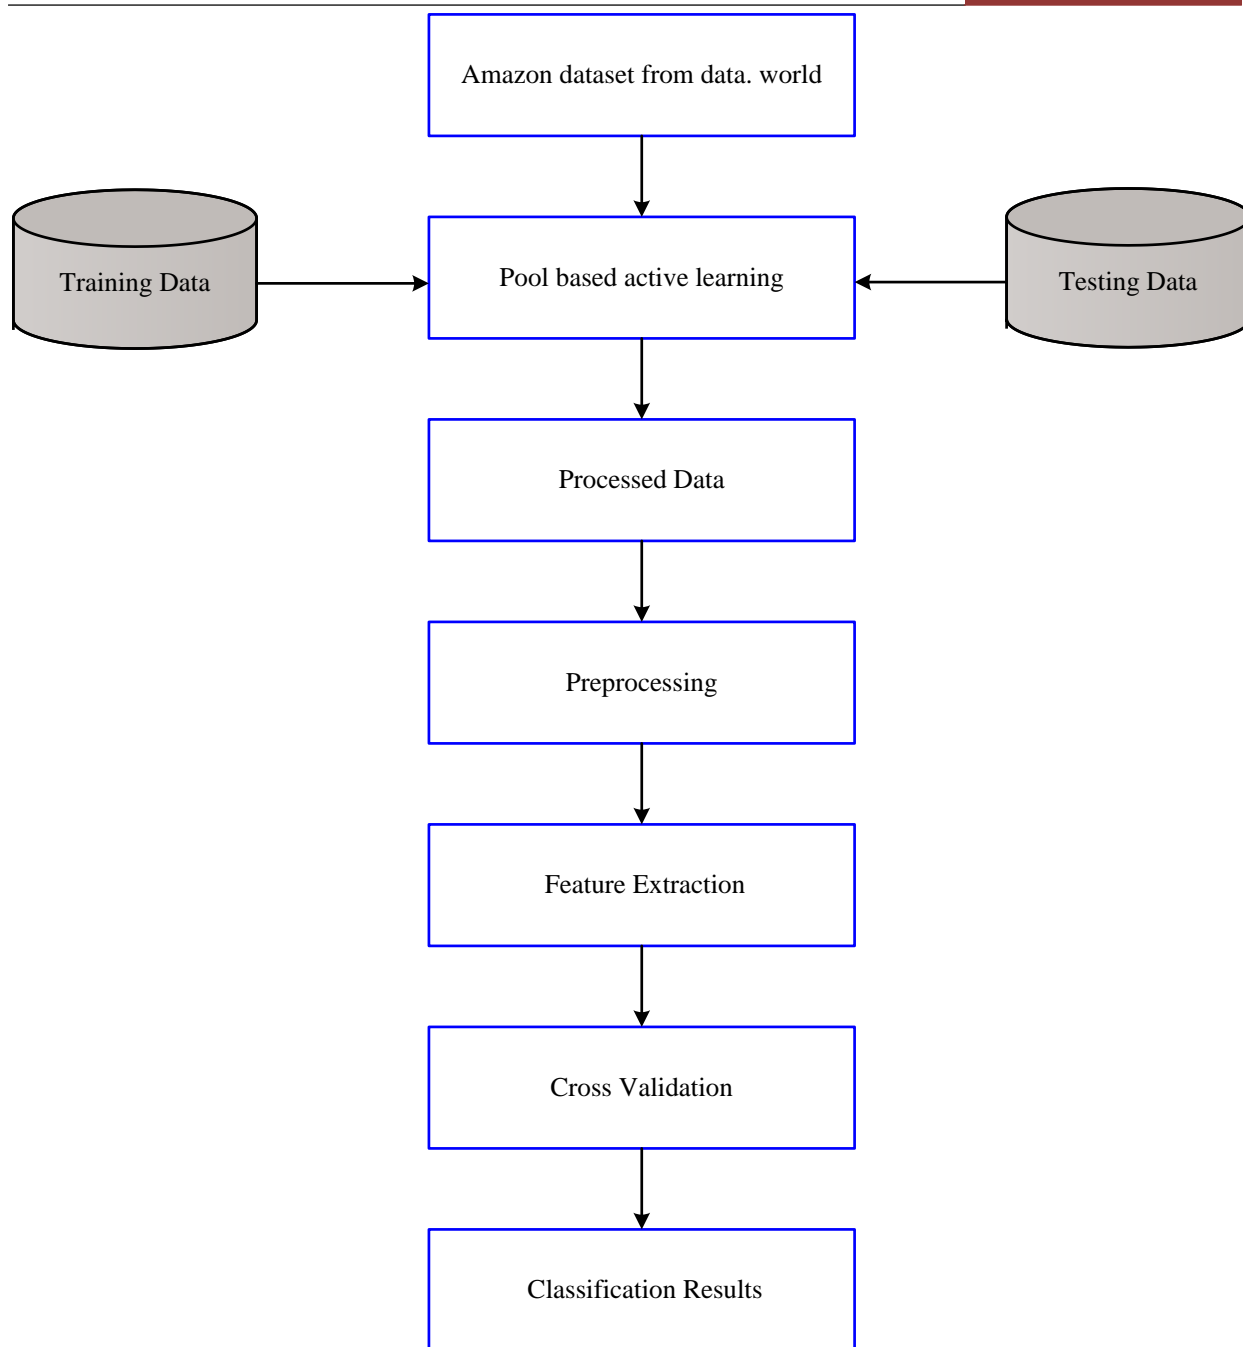 Amazon dataset from data. world
Training Data
Pool based active learning
Testing Data
Processed Data
Preprocessing
Feature Extraction
Cross Validation
Classification Results